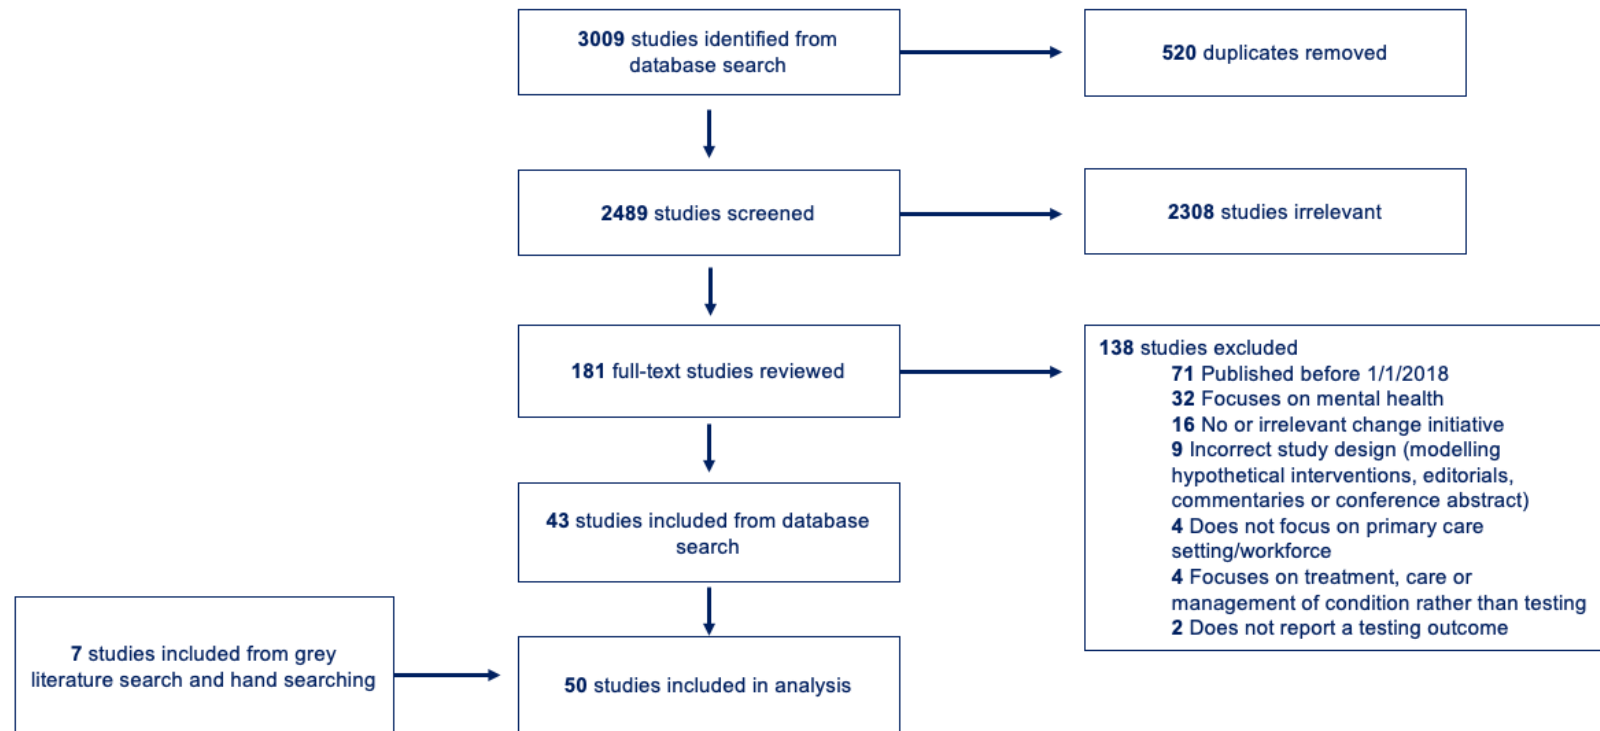 3009 studies identified from
database search
520 duplicates removed
2489 studies screened
2308 studies irrelevant
181 full-text studies reviewed
138 studies excluded
71 Published before 1/1/2018
32 Focuses on mental health
16 No or irrelevant change initiative
9 Incorrect study design (modelling
hypothetical interventions, editorials,
commentaries or conference abstract)
4 Does not focus on primary care
setting/workforce
4 Focuses on treatment, care or
management of condition rather than testing
2 Does not report a testing outcome
43 studies included from database
search
7 studies included from grey
literature search and hand searching
50 studies included in analysis